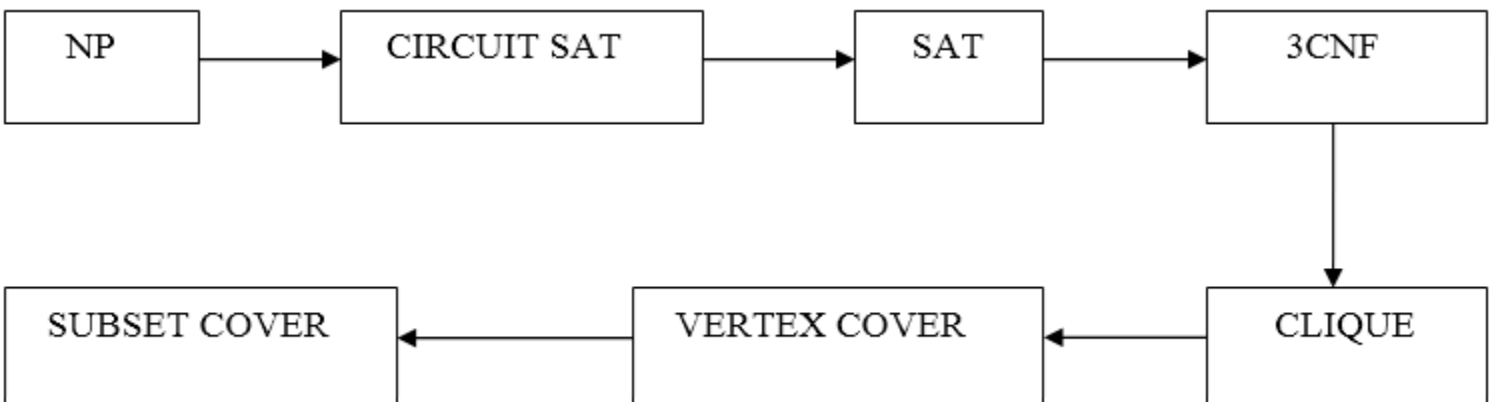 NP
CIRCUIT SAT
SAT
3CNF
SUBSET COVER
VERTEX COVER
CLIQUE